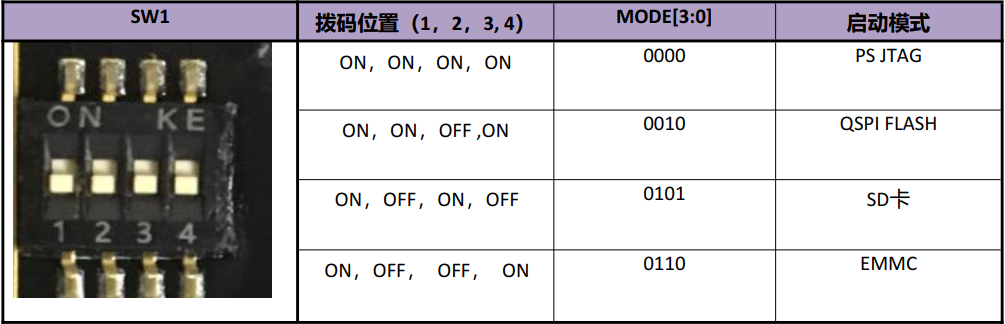 SW1 拨码位置（1，2，3,4） MODE[3:0] 启动模式
ON，ON，ON，ON 0000 PS JTAG
ON，ON，OFF ,ON 0010 QSPI FLASH
ON，OFF，ON，OFF 0101 SD卡
ON，OFF， OFF， ON 0110 EMMC
ON KE
1 2 3 4